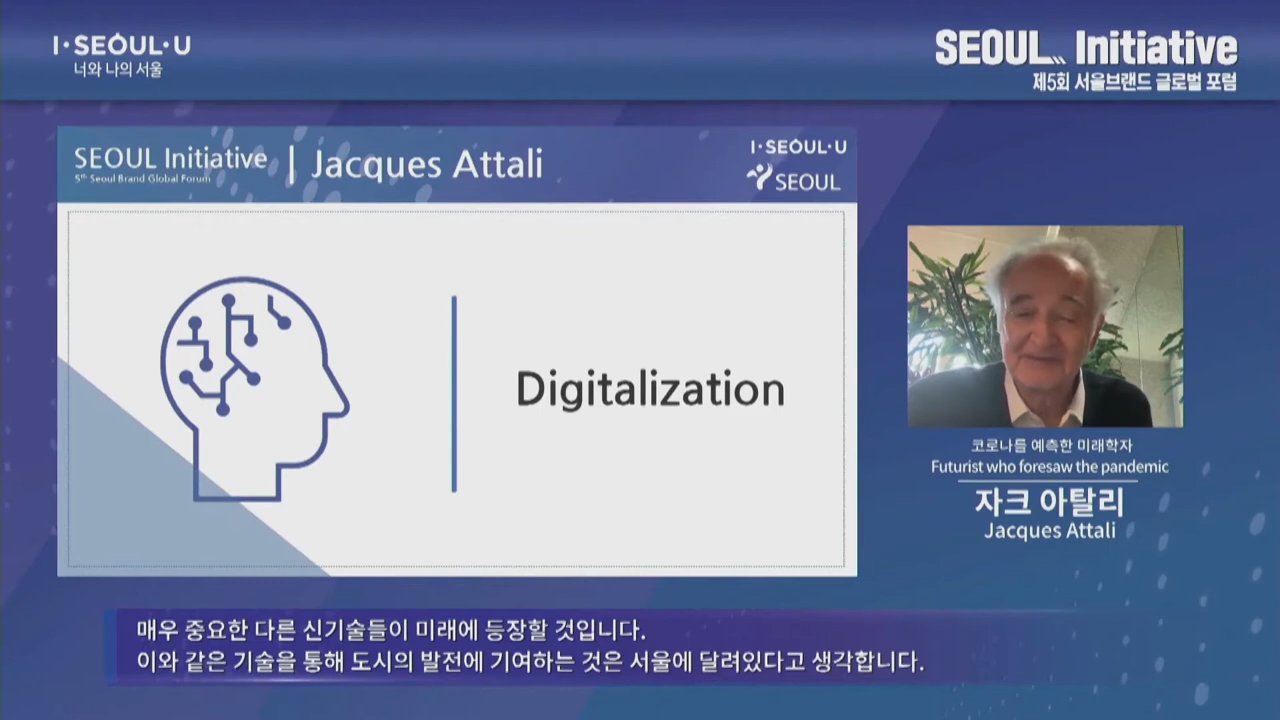 I·SEOUL·U
너와 나의 서울
SEOUL Initiative
제5회 서울브랜드 글로벌 포럼
SEOUL Initiative
5th Seoul Brand Global Forum
Jacques Attali
I·SEOUL·U
SEOUL
Digitalization
코로나를 예측한 미래학자
Futurist who foresaw the pandemic
자크 아탈리
Jacques Attali
매우 중요한 다른 신기술들이 미래에 등장할 것입니다.
이와 같은 기술을 통해 도시의 발전에 기여하는 것은 서울에 달려있다고 생각합니다.